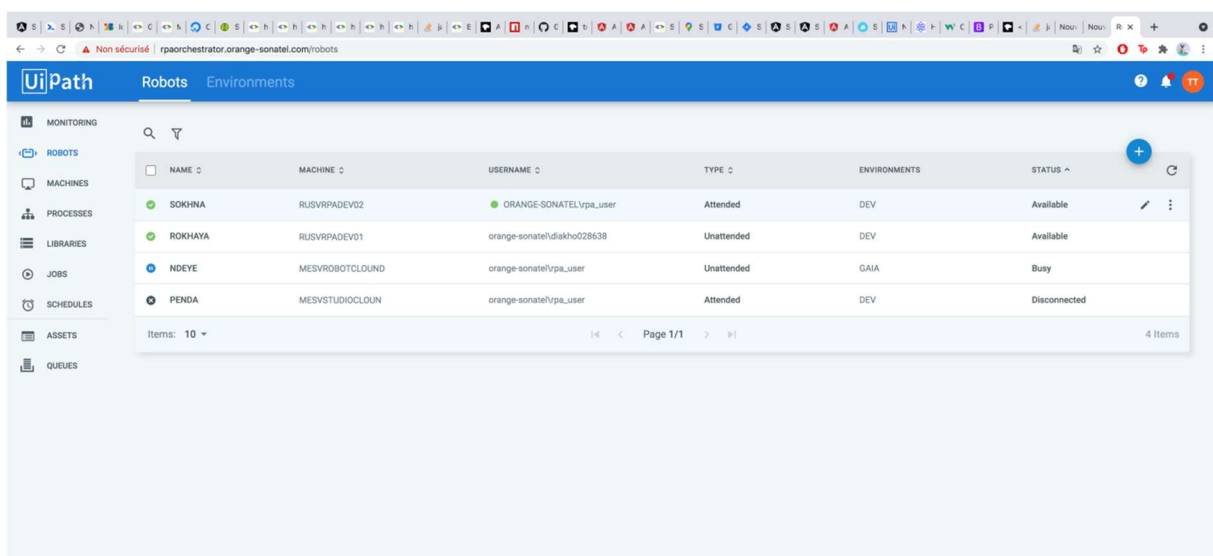 Non sécurisé | rpaorchestrator.orange-sonatel.com/robots
UiPath Robots Environments TT
MONITORING
ROBOTS
MACHINES
PROCESSES
LIBRARIES
JOBS
SCHEDULES
ASSETS
QUEUES
NAME MACHINE USERNAME TYPE ENVIRONMENTS STATUS
SOKHNA RUSVRPADEV02 ORANGE-SONATEL\rpa_user Attended DEV Available
ROKHAYA RUSVRPADEV01 orange-sonatel\diakho028638 Unattended DEV Available
NDEYE MESVROBOTCLOUND orange-sonatel\rpa_user Unattended GAIA Busy
PENDA MESVSTUDIOCLOUN orange-sonatel\rpa_user Attended DEV Disconnected
Items: 10 Page 1/1 4 Items